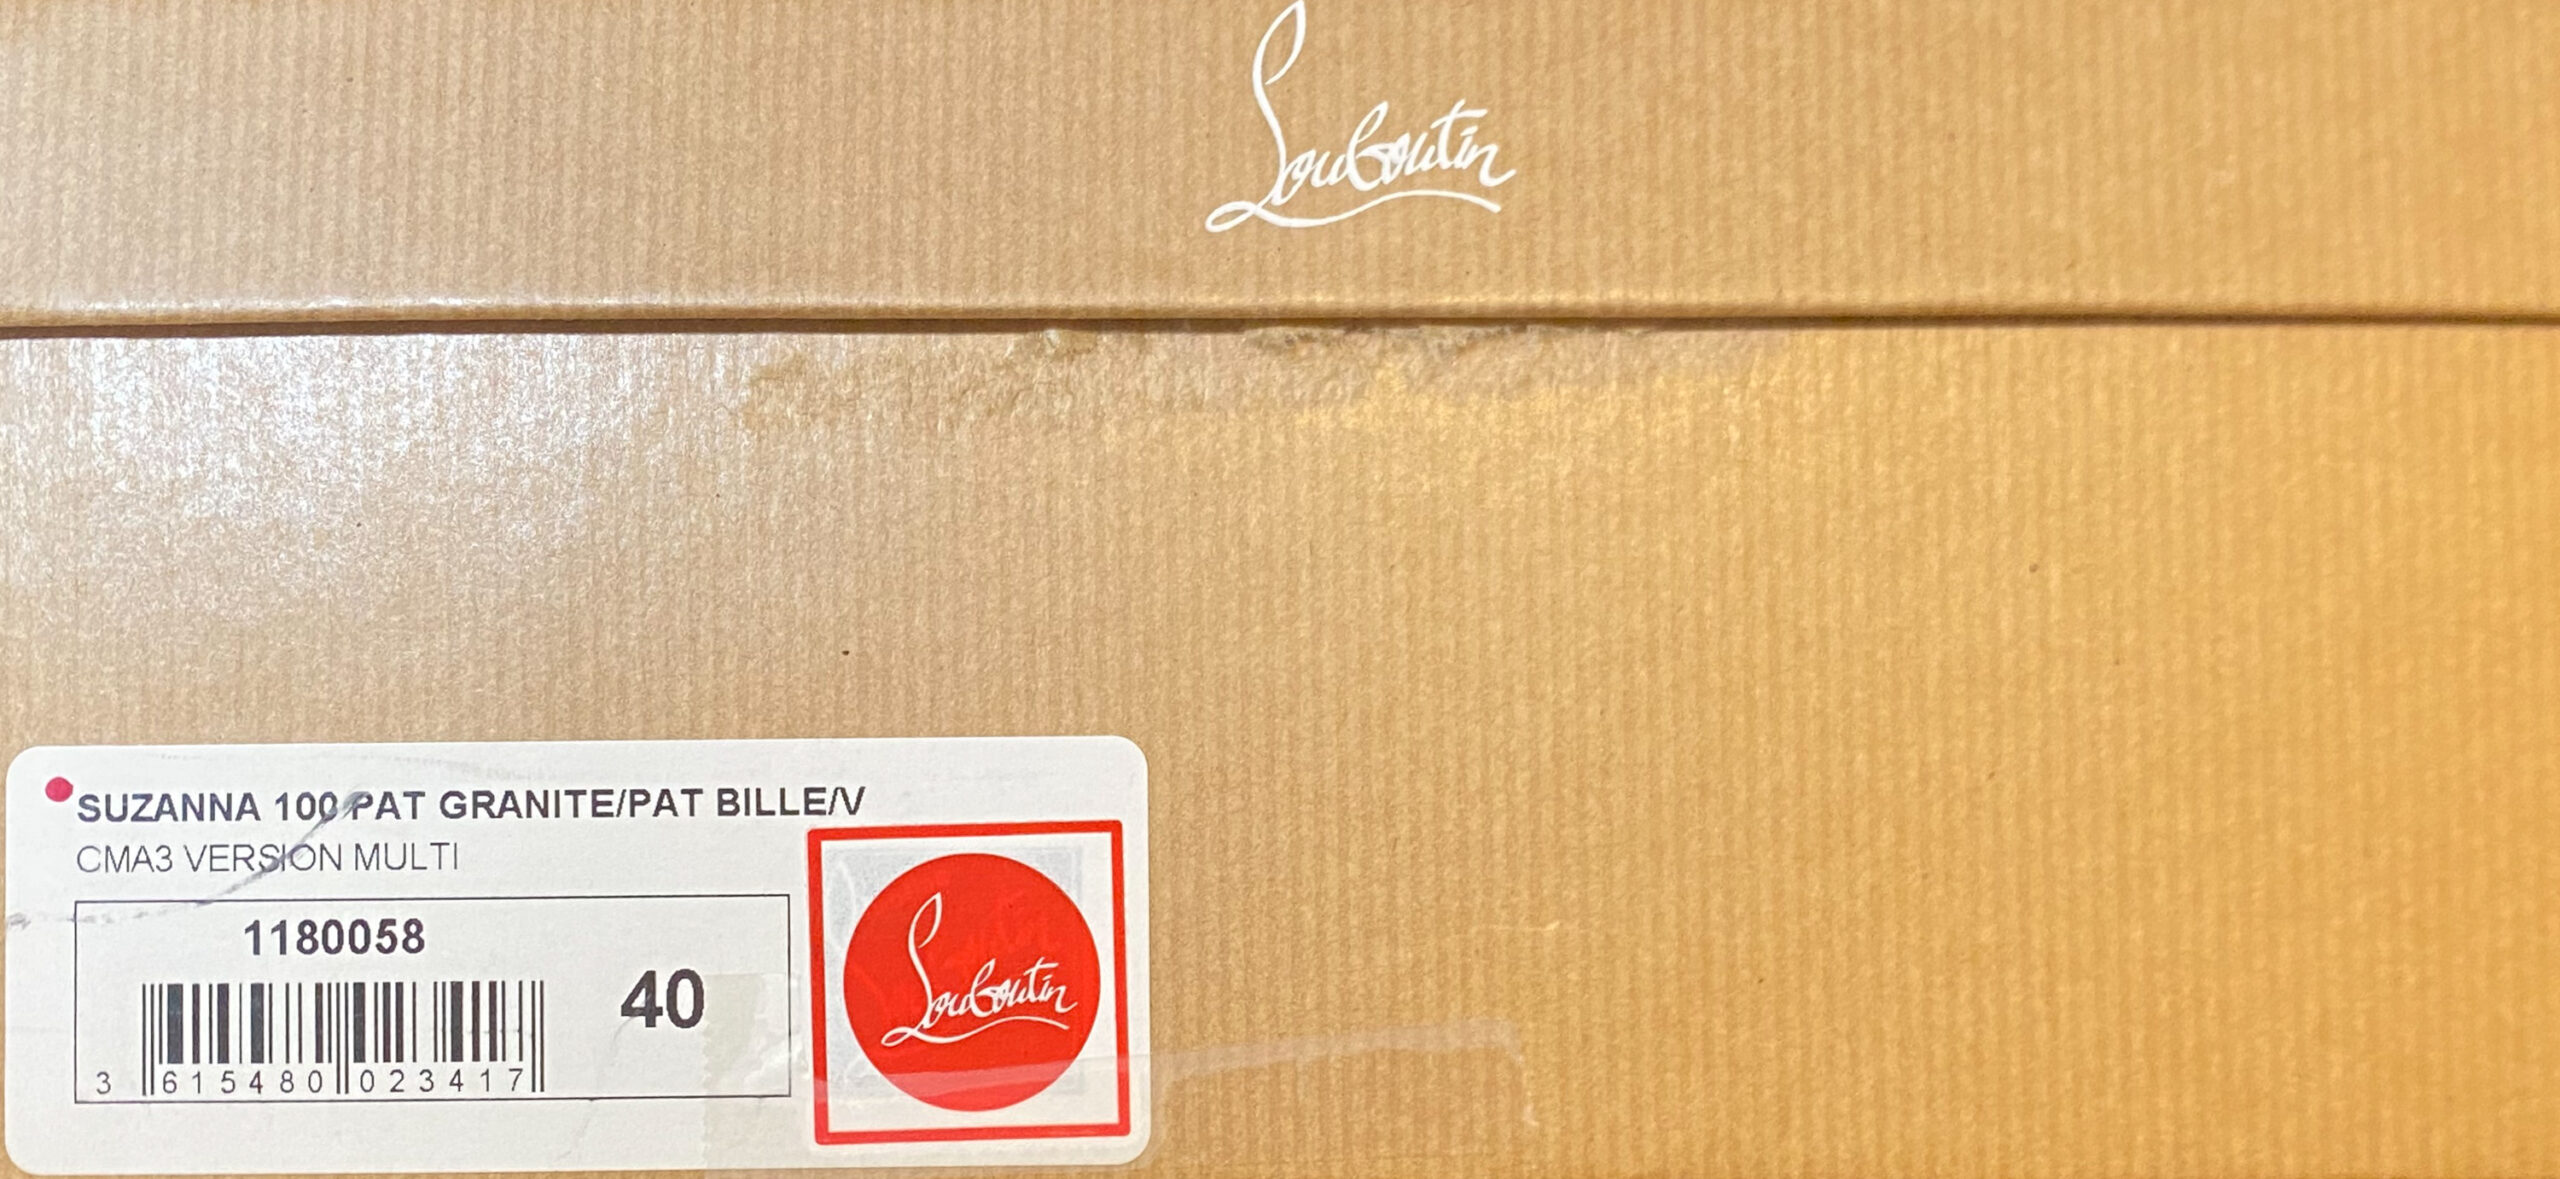 Louboutin
SUZANNA 100 PAT GRANITE/PAT BILLE/V
CMA3 VERSION MULTI
1180058
40
3 615480 023417
Louboutin